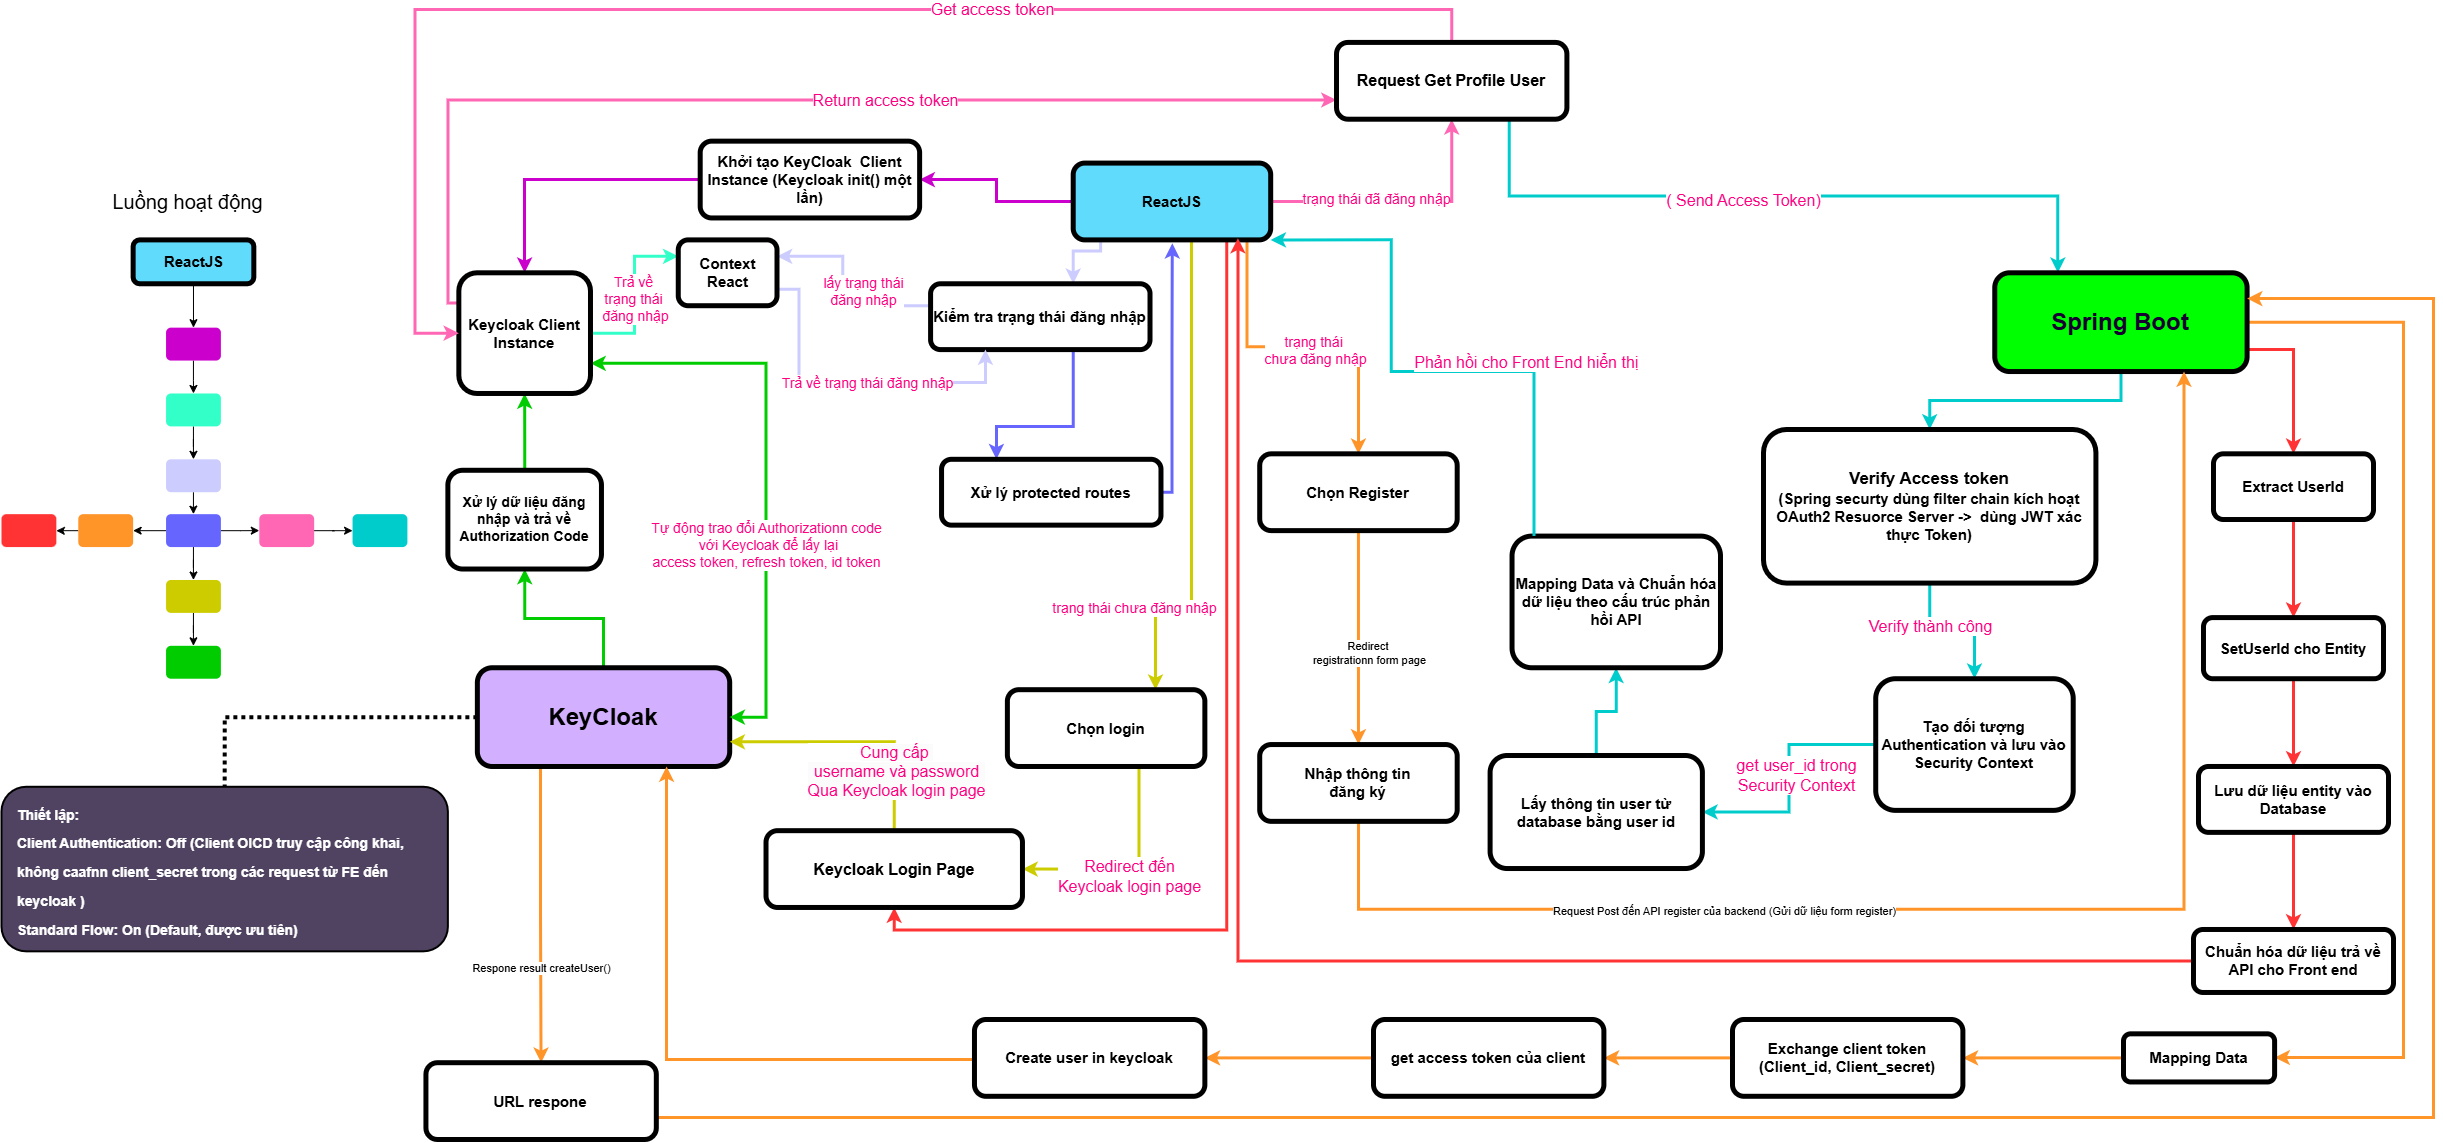 Get access token
Request Get Profile User
Return access token
Khởi tạo KeyCloak  Client
Instance (Keycloak init() một
lần)
ReactJS
trạng thái đã đăng nhập
( Send Access Token)
Luồng hoạt động
ReactJS
Context
React
Trả về
trạng thái
đăng nhập
lấy trạng thái
đăng nhập
Kiểm tra trạng thái đăng nhập
Keycloak Client
Instance
Spring Boot
trạng thái
chưa đăng nhập
Phản hồi cho Front End hiển thị
Trả về trạng thái đăng nhập
Xử lý protected routes
Chọn Register
Verify Access token
(Spring securty dùng filter chain kích hoạt
OAuth2 Resuorce Server ->  dùng JWT xác
thực Token)
Extract UserId
Xử lý dữ liệu đăng
nhập và trả về
Authorization Code
Tự động trao đổi Authorizationn code
với Keycloak để lấy lại
access token, refresh token, id token
Mapping Data và Chuẩn hóa
dữ liệu theo cấu trúc phản
hồi API
trạng thái chưa đăng nhập
Verify thành công
Redirect
registrationn form page
SetUserId cho Entity
KeyCloak
Chọn login
Tạo đối tượng
Authentication và lưu vào
Security Context
Cung cấp
username và password
Qua Keycloak login page
Nhập thông tin
đăng ký
get user_id trong
Security Context
Lấy thông tin user từ
database bằng user id
Lưu dữ liệu entity vào
Database
Thiết lập:
Client Authentication: Off (Client OICD truy cập công khai,
không caafnn client_secret trong các request từ FE đến
keycloak )
Standard Flow: On (Default, được ưu tiên)
Keycloak Login Page
Redirect đến
Keycloak login page
Request Post đến API register của backend (Gửi dữ liệu form register)
Chuẩn hóa dữ liệu trả về
API cho Front end
Respone result createUser()
Create user in keycloak
get access token của client
Exchange client token
(Client_id, Client_secret)
Mapping Data
URL respone